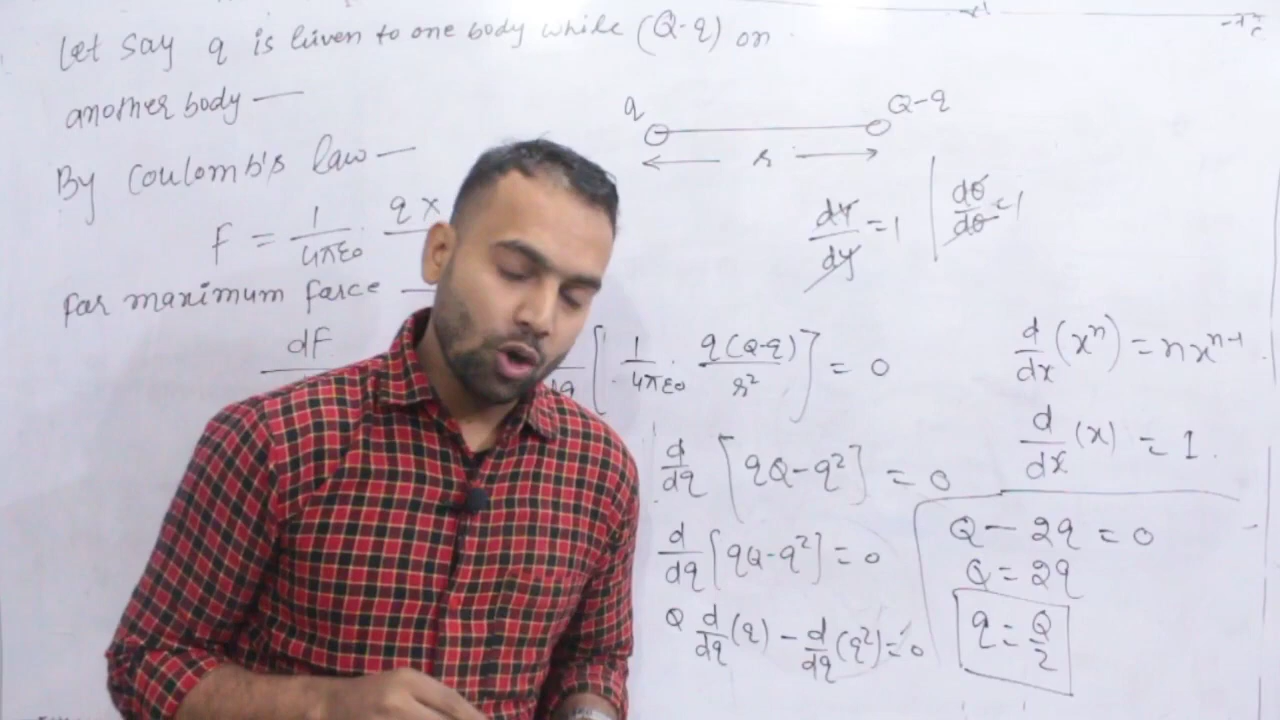 Let say q is given to one body while (Q-q) on
another body —
q Q-q
r
By Coulomb's law —
F = 1/4πε0 . q ×
dy/dy = 1 | dθ/dθ = 1
for maximum force —
dF [1/4πε0 . q(Q-q)/r²] = 0
d/dx (xⁿ) = nxⁿ⁻¹
d/dq [qQ-q²] = 0
d/dx (x) = 1
d/dq [qQ-q²] = 0
Q d/dq (q) - d/dq (q²) = 0
Q - 2q = 0
Q = 2q
q = Q/2